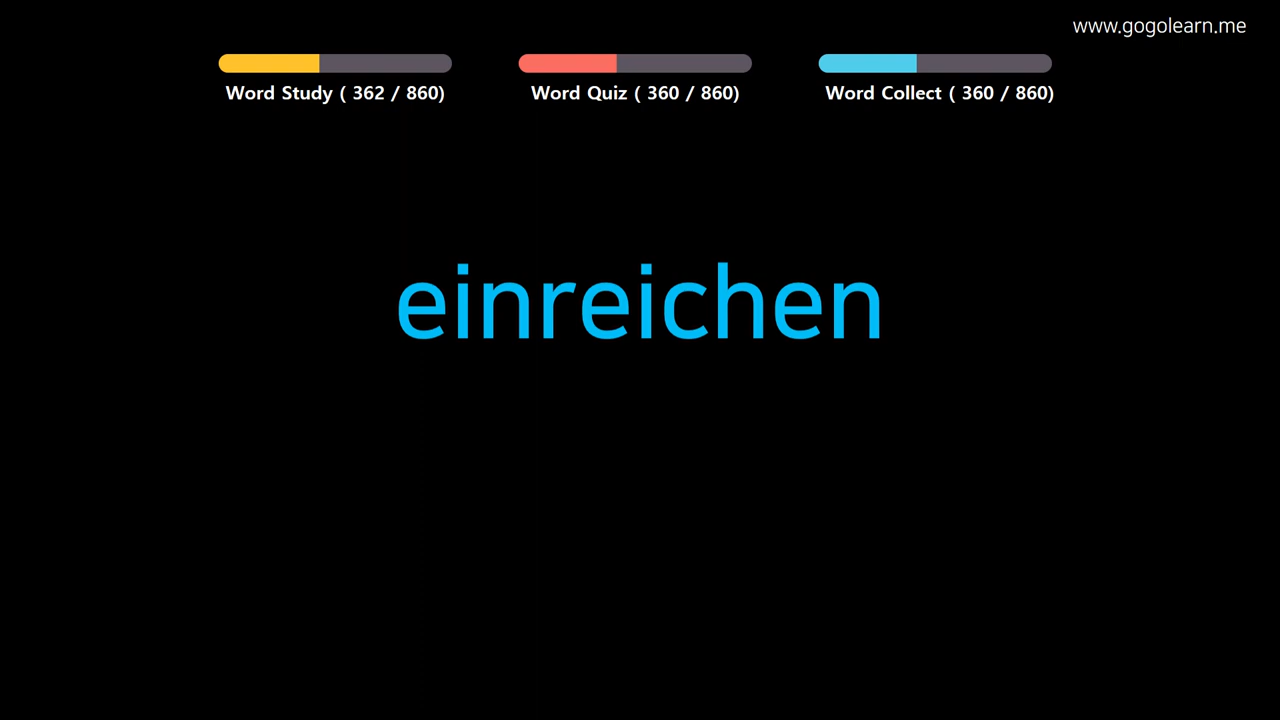 www.gogolearn.me
Word Study ( 362 / 860)
Word Quiz ( 360 / 860)
Word Collect ( 360 / 860)
einreichen